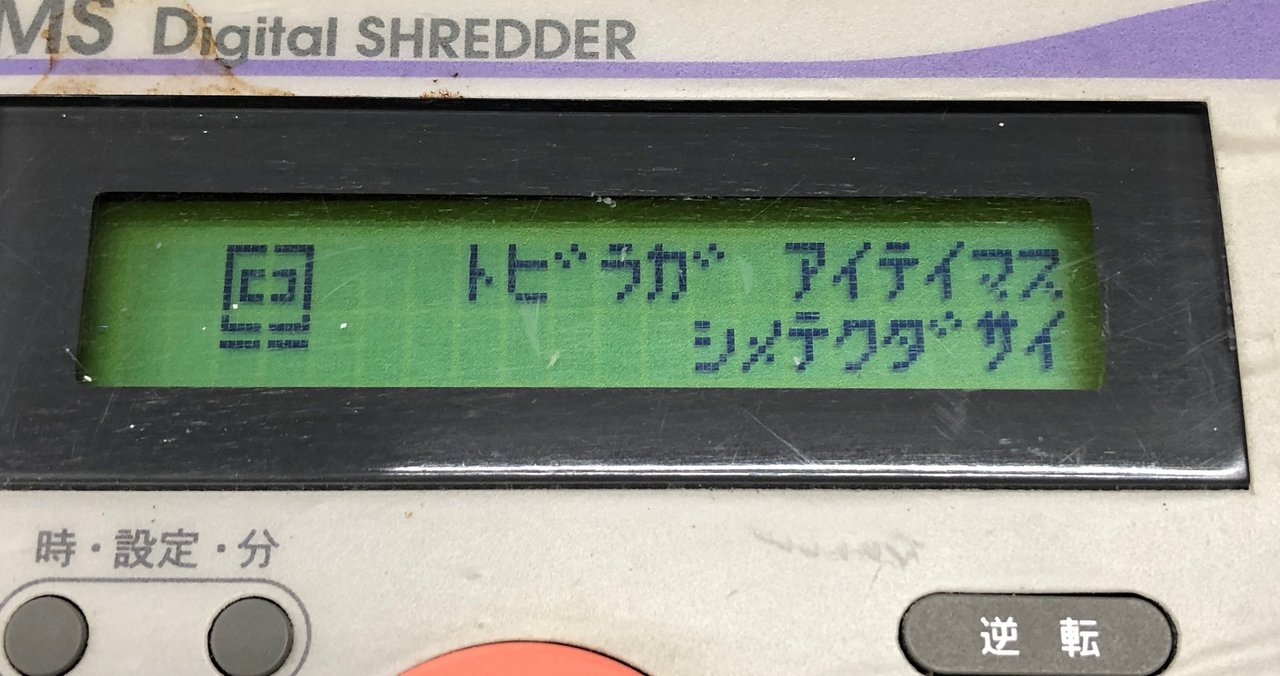 MS Digital SHREDDER
トビラガ アイテイマス
シメテクダサイ
時・設定・分
逆転